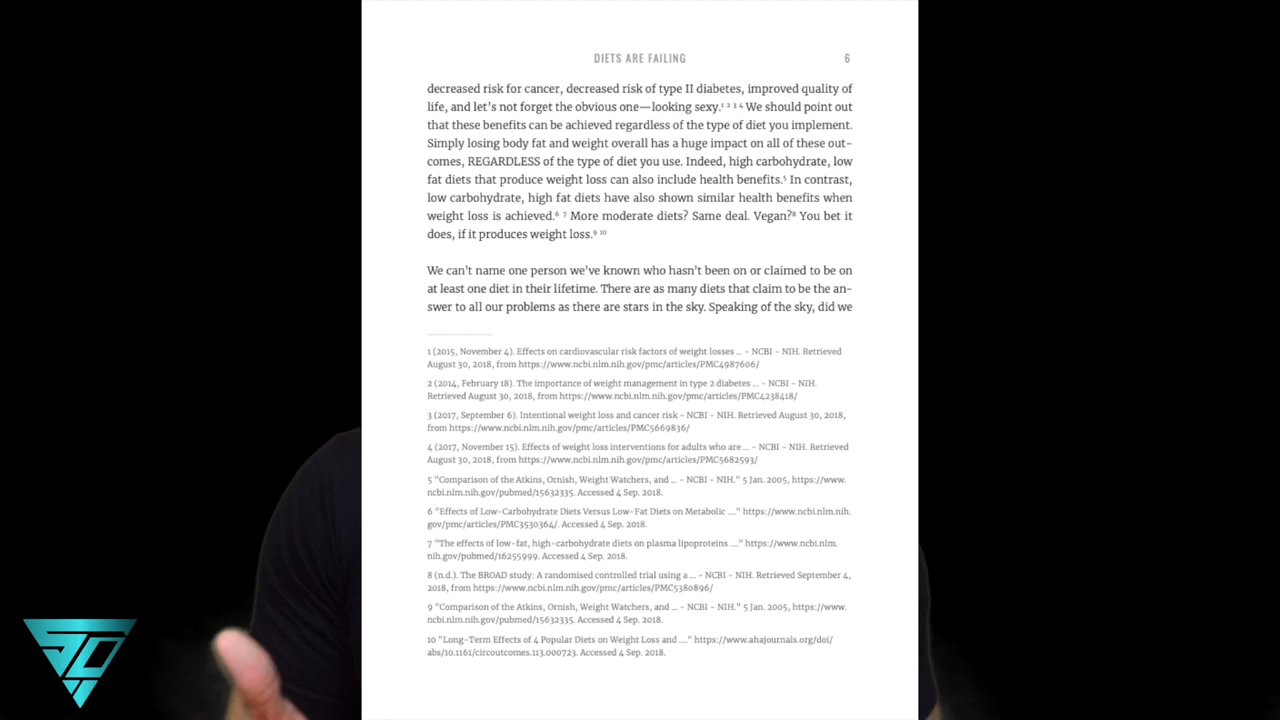 DIETS ARE FAILING 6
decreased risk for cancer, decreased risk of type II diabetes, improved quality of
life, and let's not forget the obvious one—looking sexy.¹ ² ³ ⁴ We should point out
that these benefits can be achieved regardless of the type of diet you implement.
Simply losing body fat and weight overall has a huge impact on all of these out-
comes, REGARDLESS of the type of diet you use. Indeed, high carbohydrate, low
fat diets that produce weight loss can also include health benefits.⁵ In contrast,
low carbohydrate, high fat diets have also shown similar health benefits when
weight loss is achieved.⁶ ⁷ More moderate diets? Same deal. Vegan?⁸ You bet it
does, if it produces weight loss.⁹ ¹⁰
We can't name one person we've known who hasn't been on or claimed to be on
at least one diet in their lifetime. There are as many diets that claim to be the an-
swer to all our problems as there are stars in the sky. Speaking of the sky, did we
1 (2015, November 4). Effects on cardiovascular risk factors of weight losses ... - NCBI - NIH. Retrieved
August 30, 2018, from https://www.ncbi.nlm.nih.gov/pmc/articles/PMC4987606/
2 (2014, February 18). The importance of weight management in type 2 diabetes ... - NCBI - NIH.
Retrieved August 30, 2018, from https://www.ncbi.nlm.nih.gov/pmc/articles/PMC4238418/
3 (2017, September 6). Intentional weight loss and cancer risk - NCBI - NIH. Retrieved August 30, 2018,
from https://www.ncbi.nlm.nih.gov/pmc/articles/PMC5669836/
4 (2017, November 15). Effects of weight loss interventions for adults who are ... - NCBI - NIH. Retrieved
August 30, 2018, from https://www.ncbi.nlm.nih.gov/pmc/articles/PMC5682593/
5 "Comparison of the Atkins, Ornish, Weight Watchers, and ... - NCBI - NIH." 5 Jan. 2005, https://www.
ncbi.nlm.nih.gov/pubmed/15632335. Accessed 4 Sep. 2018.
6 "Effects of Low-Carbohydrate Diets Versus Low-Fat Diets on Metabolic ...." https://www.ncbi.nlm.nih.
gov/pmc/articles/PMC3530364/. Accessed 4 Sep. 2018.
7 "The effects of low-fat, high-carbohydrate diets on plasma lipoproteins ...." https://www.ncbi.nlm.
nih.gov/pubmed/16255999. Accessed 4 Sep. 2018.
8 (n.d.). The BROAD study: A randomised controlled trial using a ... - NCBI - NIH. Retrieved September 4,
2018, from https://www.ncbi.nlm.nih.gov/pmc/articles/PMC5380896/
9 "Comparison of the Atkins, Ornish, Weight Watchers, and ... - NCBI - NIH." 5 Jan. 2005, https://www.
ncbi.nlm.nih.gov/pubmed/15632335. Accessed 4 Sep. 2018.
10 "Long-Term Effects of 4 Popular Diets on Weight Loss and ...." https://www.ahajournals.org/doi/
abs/10.1161/circoutcomes.113.000723. Accessed 4 Sep. 2018.